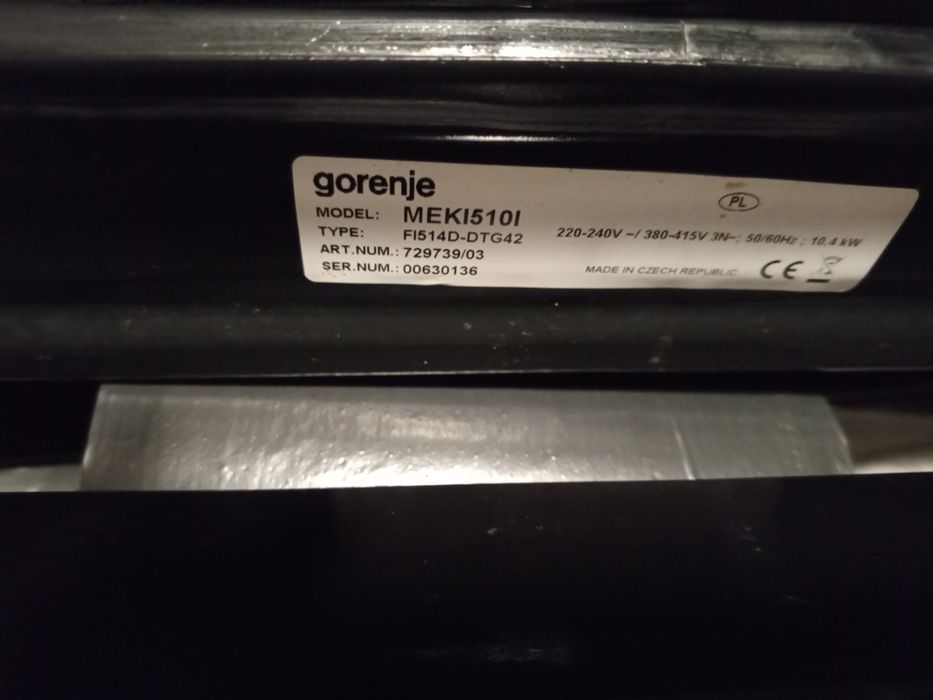 gorenje
PL
MODEL: MEKI510I
TYPE: FI514D-DTG42
220-240V ~/ 380-415V 3N~; 50/60Hz ; 10,4 kW
ART.NUM.: 729739/03
SER.NUM.: 00630136
MADE IN CZECH REPUBLIC
CE